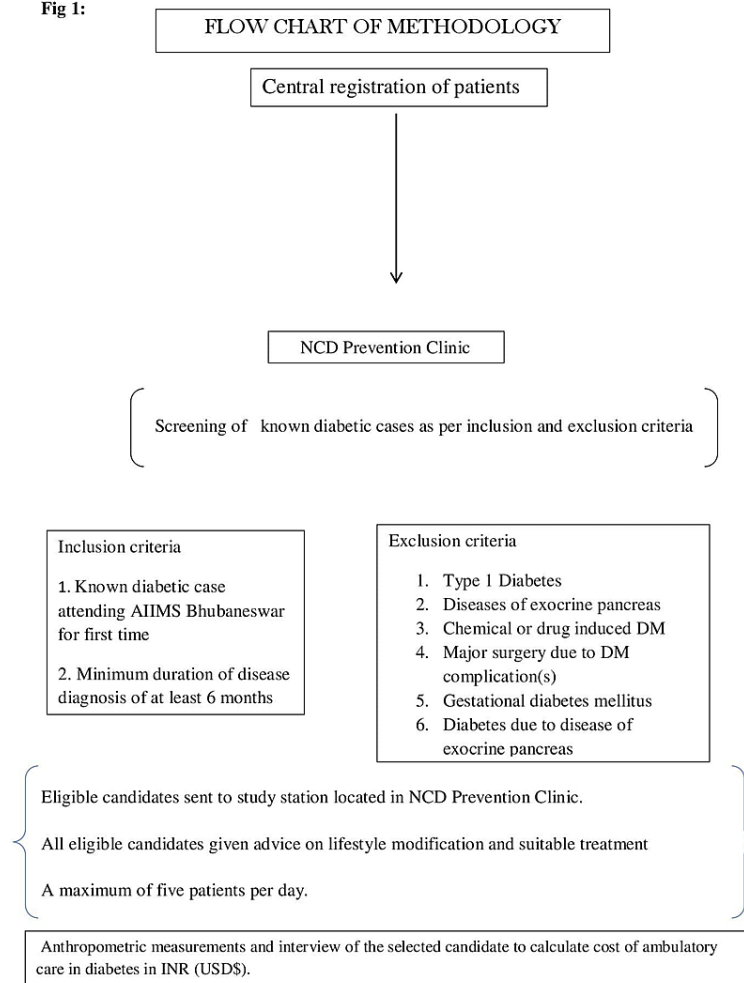 Fig 1:
FLOW CHART OF METHODOLOGY
Central registration of patients
NCD Prevention Clinic
Screening of known diabetic cases as per inclusion and exclusion criteria
Inclusion criteria
1. Known diabetic case
attending AIIMS Bhubaneswar
for first time
2. Minimum duration of disease
diagnosis of at least 6 months
Exclusion criteria
1. Type 1 Diabetes
2. Diseases of exocrine pancreas
3. Chemical or drug induced DM
4. Major surgery due to DM
complication(s)
5. Gestational diabetes mellitus
6. Diabetes due to disease of
exocrine pancreas
Eligible candidates sent to study station located in NCD Prevention Clinic.
All eligible candidates given advice on lifestyle modification and suitable treatment
A maximum of five patients per day.
Anthropometric measurements and interview of the selected candidate to calculate cost of ambulatory
care in diabetes in INR (USD$).